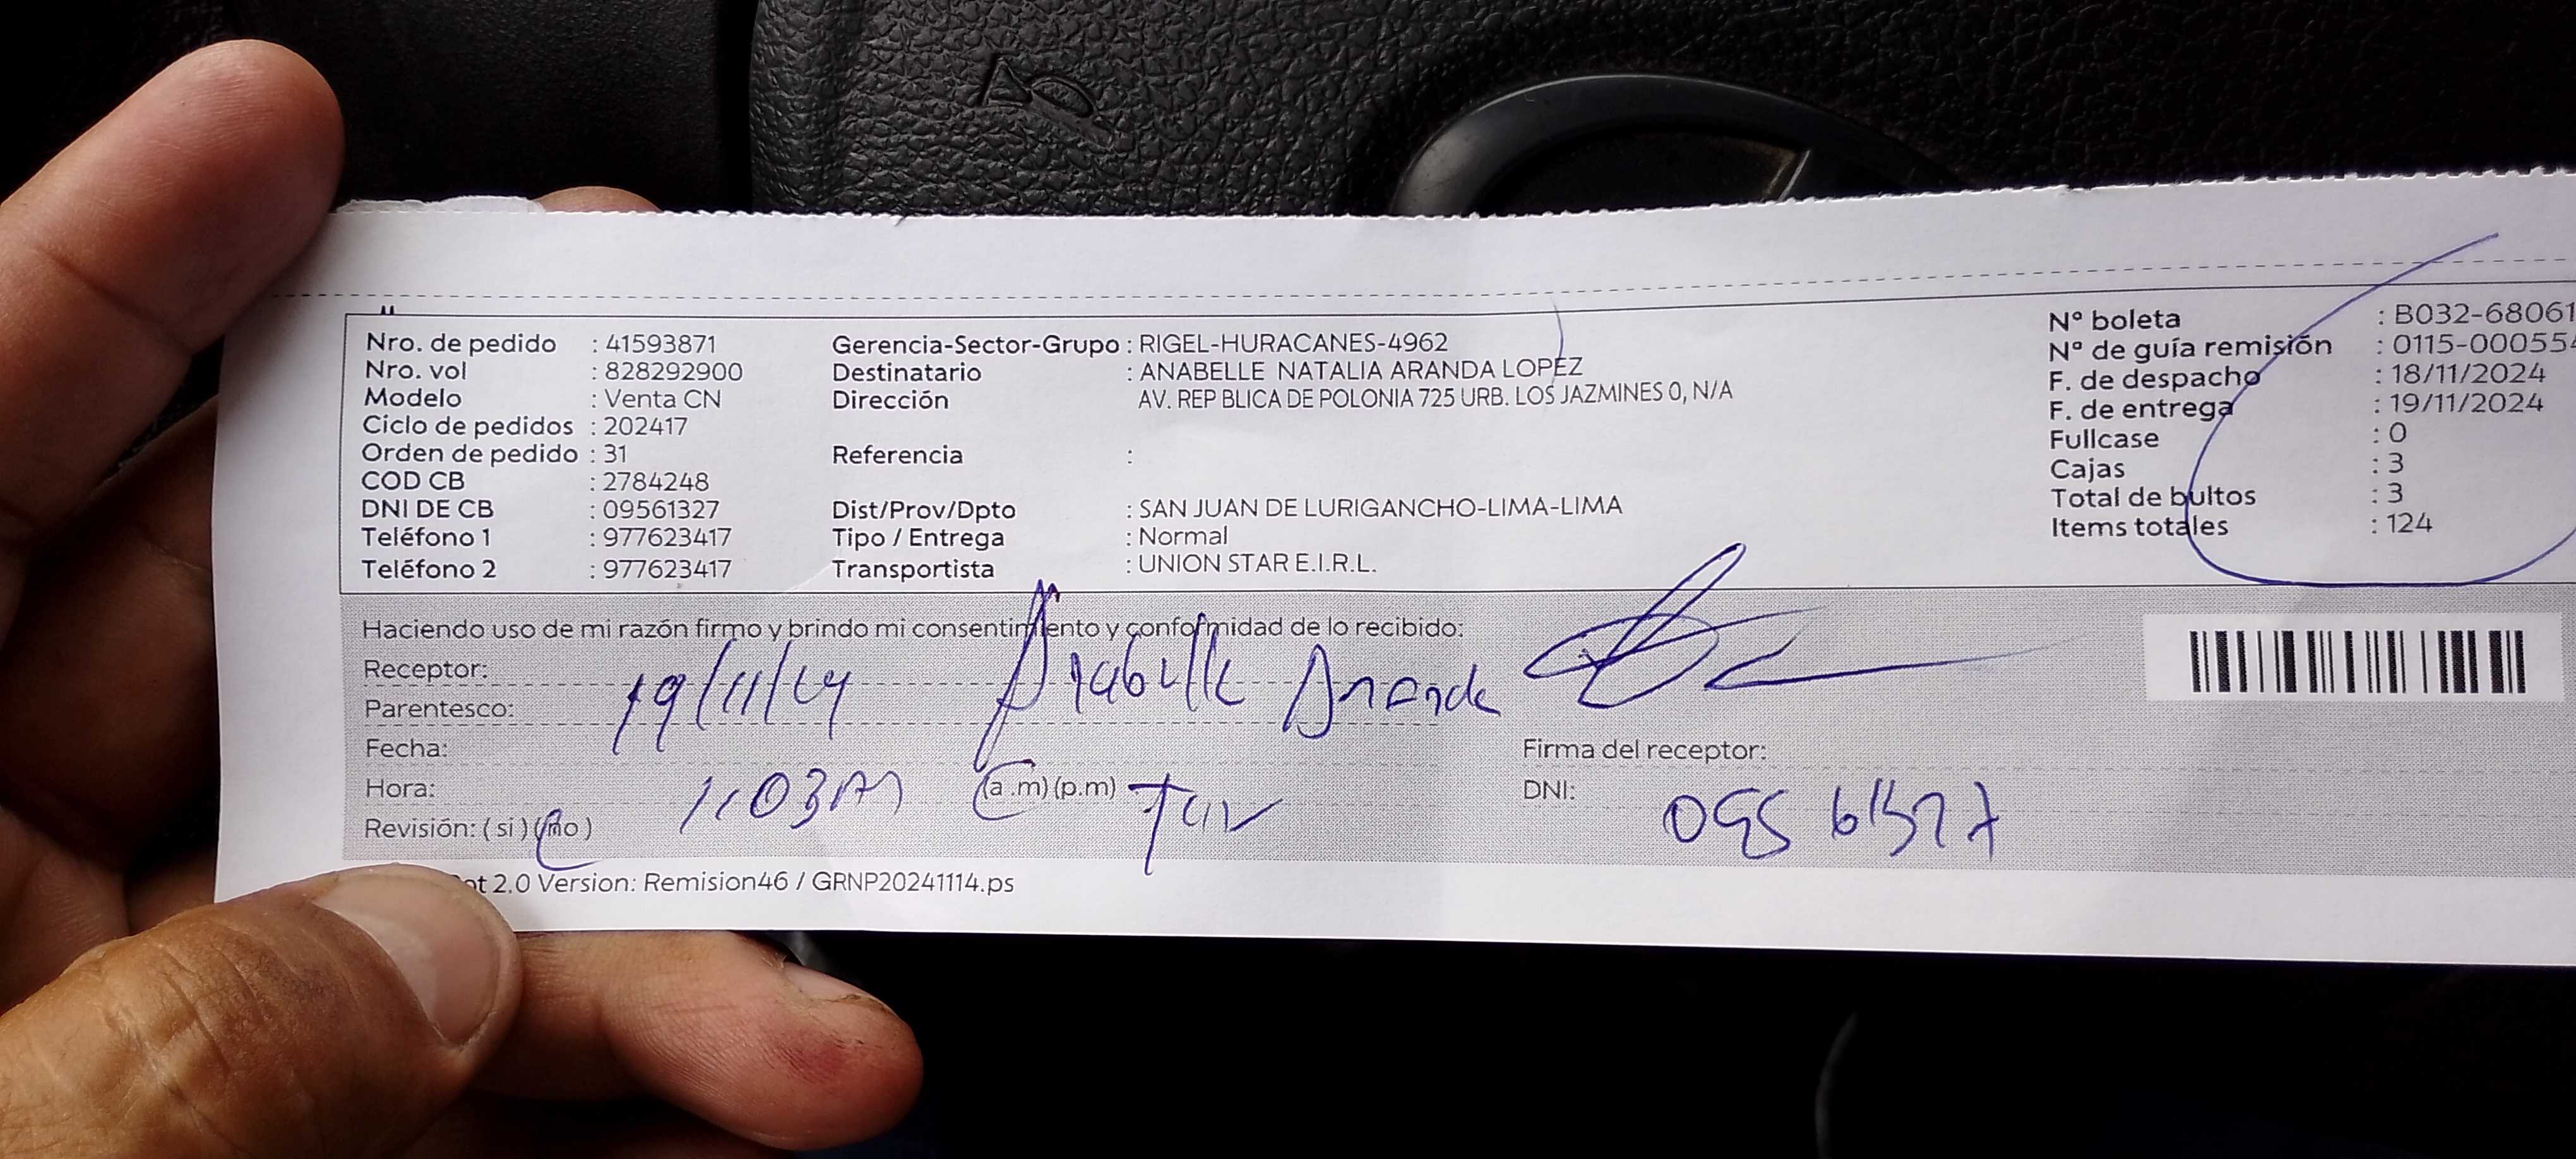 Nro. de pedido : 41593871
Nro. vol : 828292900
Modelo : Venta CN
Ciclo de pedidos : 202417
Orden de pedido : 31
COD CB : 2784248
DNI DE CB : 09561327
Teléfono 1 : 977623417
Teléfono 2 : 977623417
Gerencia-Sector-Grupo : RIGEL-HURACANES-4962
Destinatario : ANABELLE NATALIA ARANDA LOPEZ
Dirección AV. REP BLICA DE POLONIA 725 URB. LOS JAZMINES 0, N/A
Referencia :
Dist/Prov/Dpto : SAN JUAN DE LURIGANCHO-LIMA-LIMA
Tipo / Entrega : Normal
Transportista : UNION STAR E.I.R.L.
Nº boleta : B032-68061
Nº de guía remisión : 0115-00055
F. de despacho : 18/11/2024
F. de entrega : 19/11/2024
Fullcase : 0
Cajas : 3
Total de bultos : 3
Items totales : 124
Haciendo uso de mi razón firmo y brindo mi consentimiento y conformidad de lo recibido:
Receptor: Anabelle Aranda
Parentesco:
Fecha: 19/11/24
Firma del receptor:
Hora: (a.m) (p.m)
DNI: 09561327
Revisión: ( si ) ( no )
ot 2.0 Version: Remision46 / GRNP20241114.ps